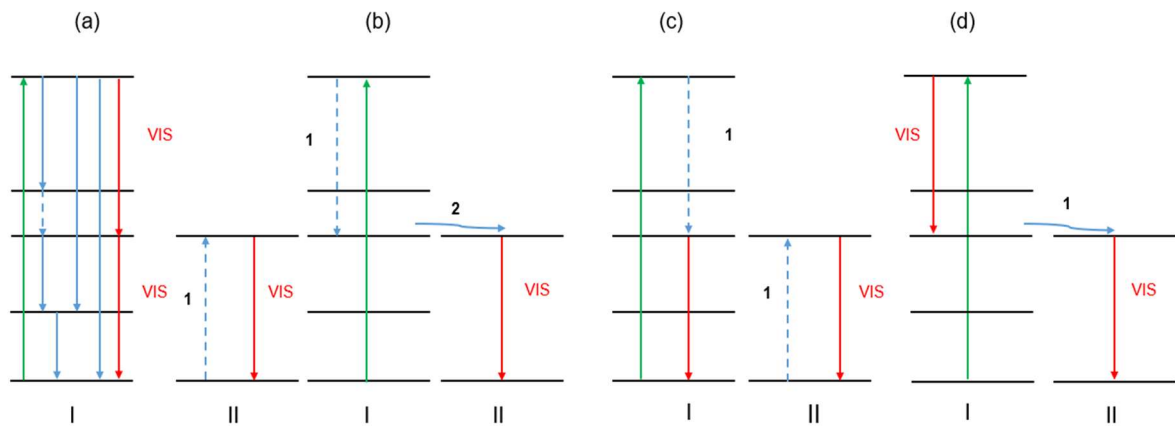 (a) (b) (c) (d)
VIS VIS
1 1
2 1
VIS 1 VIS VIS 1 VIS VIS
I II I II I II I II